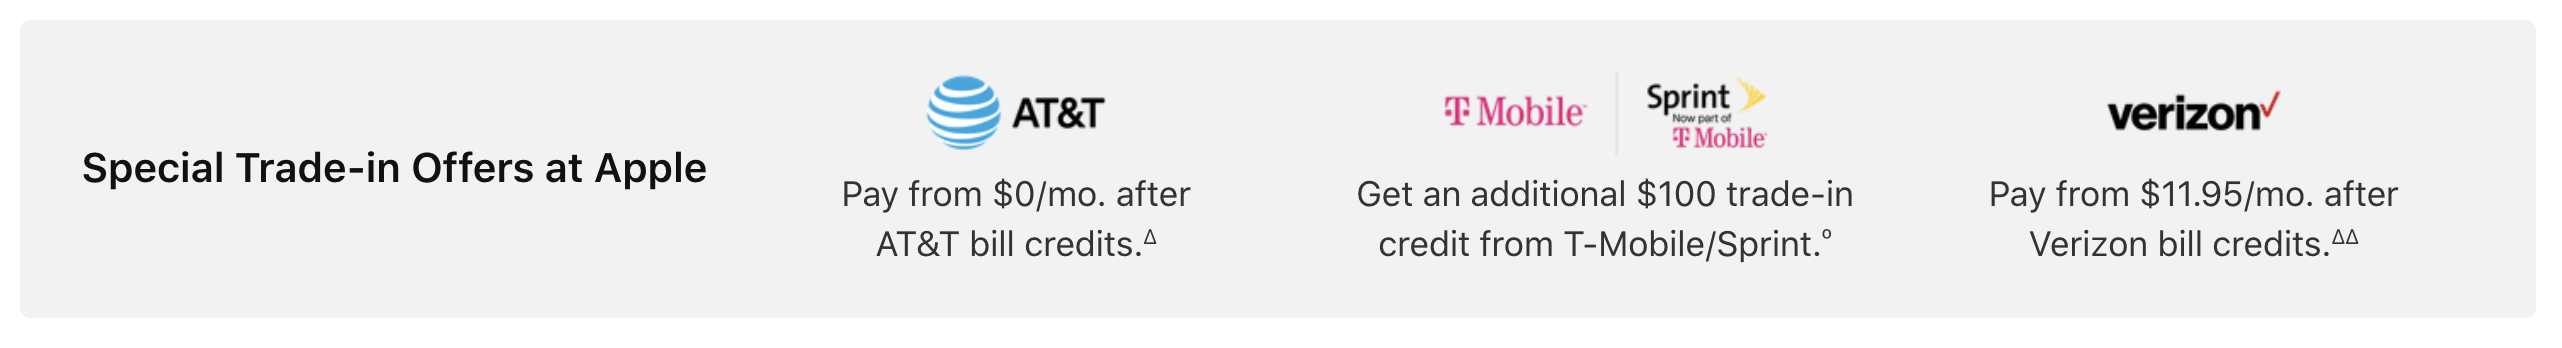 Special Trade-in Offers at Apple
AT&T
Pay from $0/mo. after
AT&T bill credits.Δ
T Mobile
Sprint
Now part of
T Mobile
Get an additional $100 trade-in
credit from T-Mobile/Sprint.º
verizon✓
Pay from $11.95/mo. after
Verizon bill credits.ΔΔ